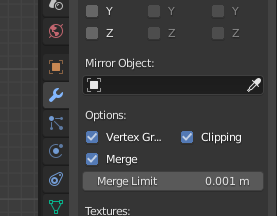 Y Y Y
Z Z Z
Mirror Object:
Options:
Vertex Gr... Clipping
Merge
Merge Limit 0.001 m
Textures: